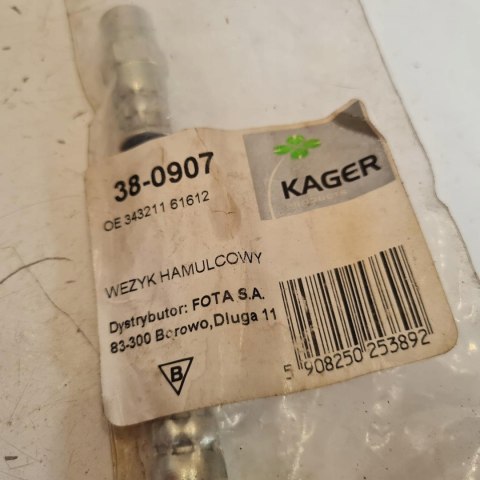 38-0907
OE 343211 61612
KAGER
WEZYK HAMULCOWY
Dystrybutor: FOTA S.A.
83-300 Borowo,Dluga 11
B
5 908250 253892